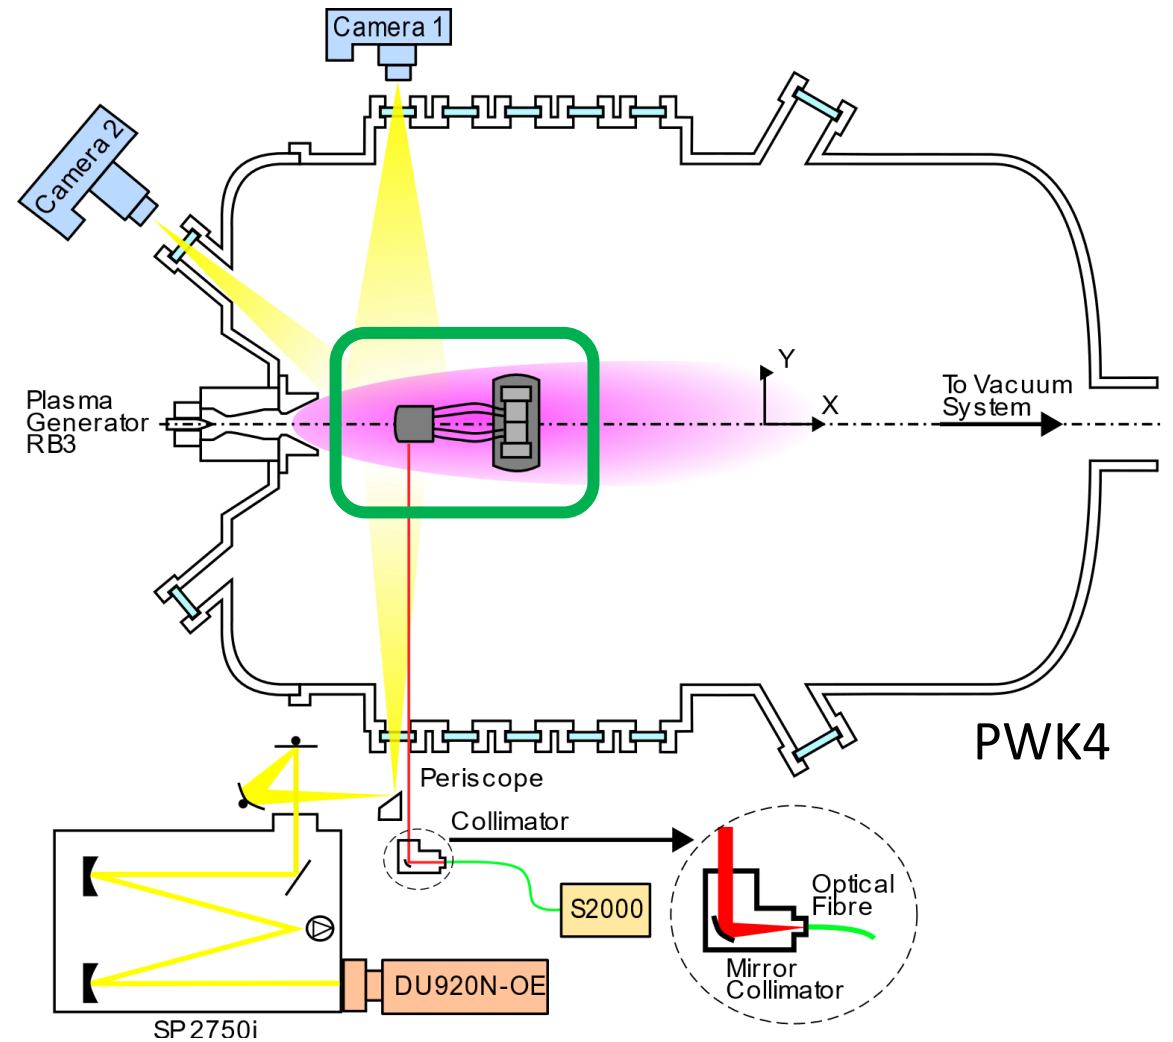 Camera 1
Camera 2
Y
X
To Vacuum
System
Plasma
Generator
RB3
PWK4
Periscope
Collimator
Optical
Fibre
S2000
Mirror
Collimator
DU920N-OE
SP2750i